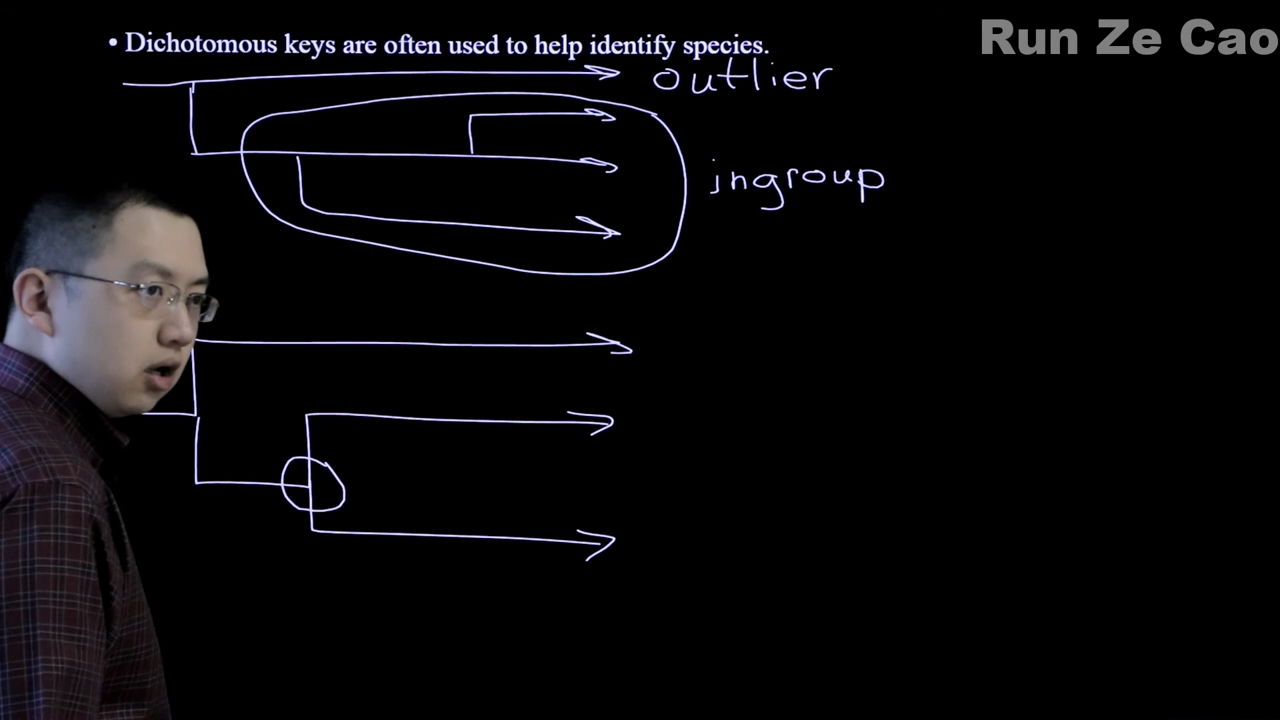 • Dichotomous keys are often used to help identify species.
Run Ze Cao
outlier
ingroup